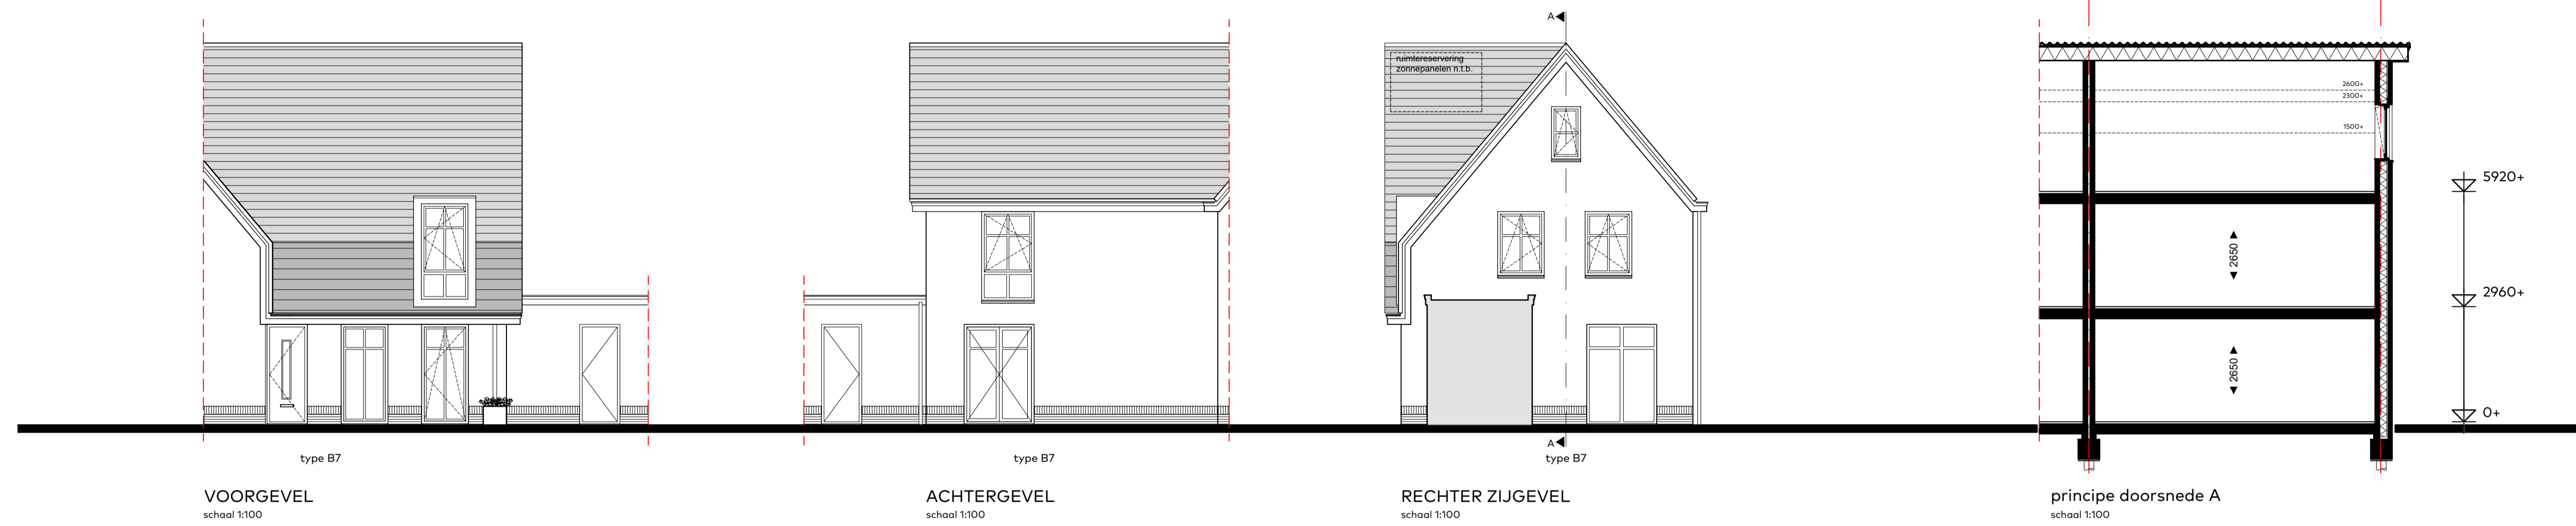 A
ruimtereservering
zonnepanelen n.t.b.
2600+
2300+
1500+
5920+
2650
2960+
2650
0+
A
type B7
type B7
type B7
VOORGEVEL
schaal 1:100
ACHTERGEVEL
schaal 1:100
RECHTER ZIJGEVEL
schaal 1:100
principe doorsnede A
schaal 1:100